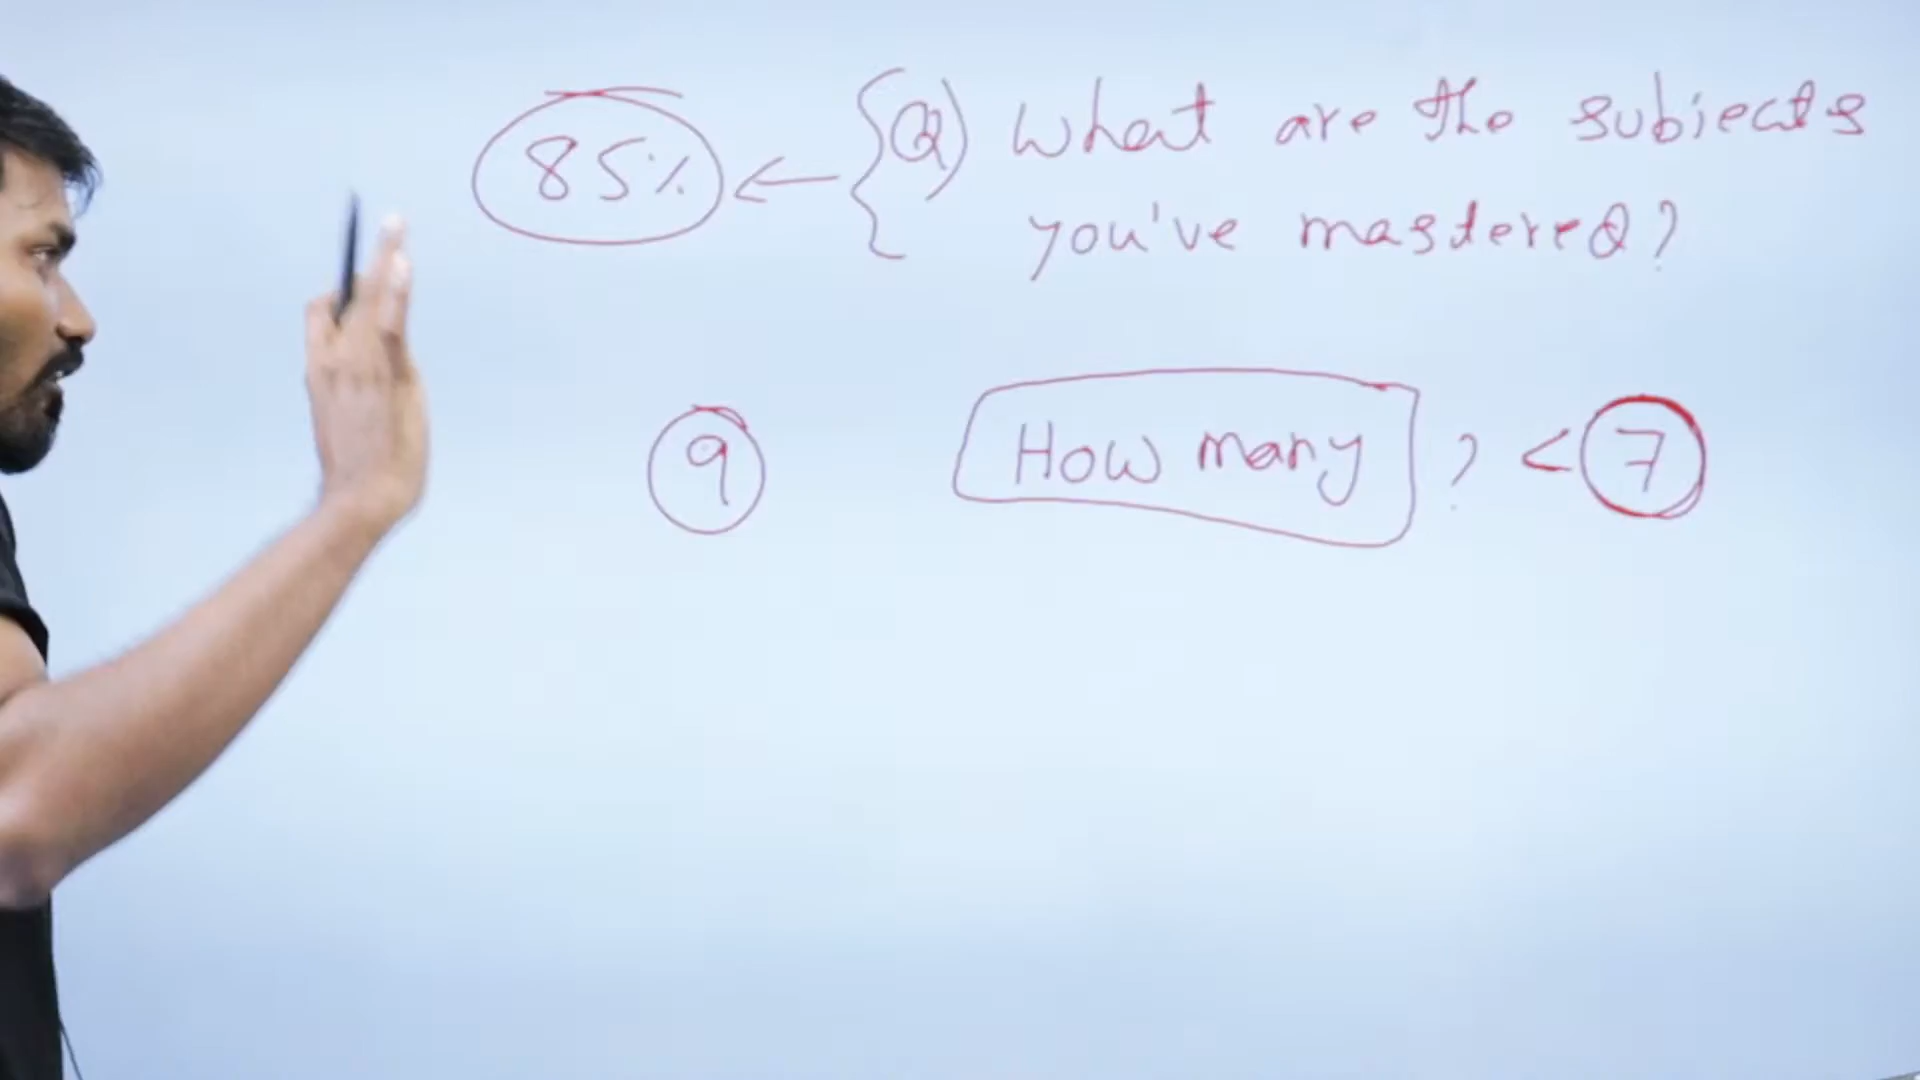 85% ← { Q) What are the subjects
you've mastered?
9 How many ? < 7